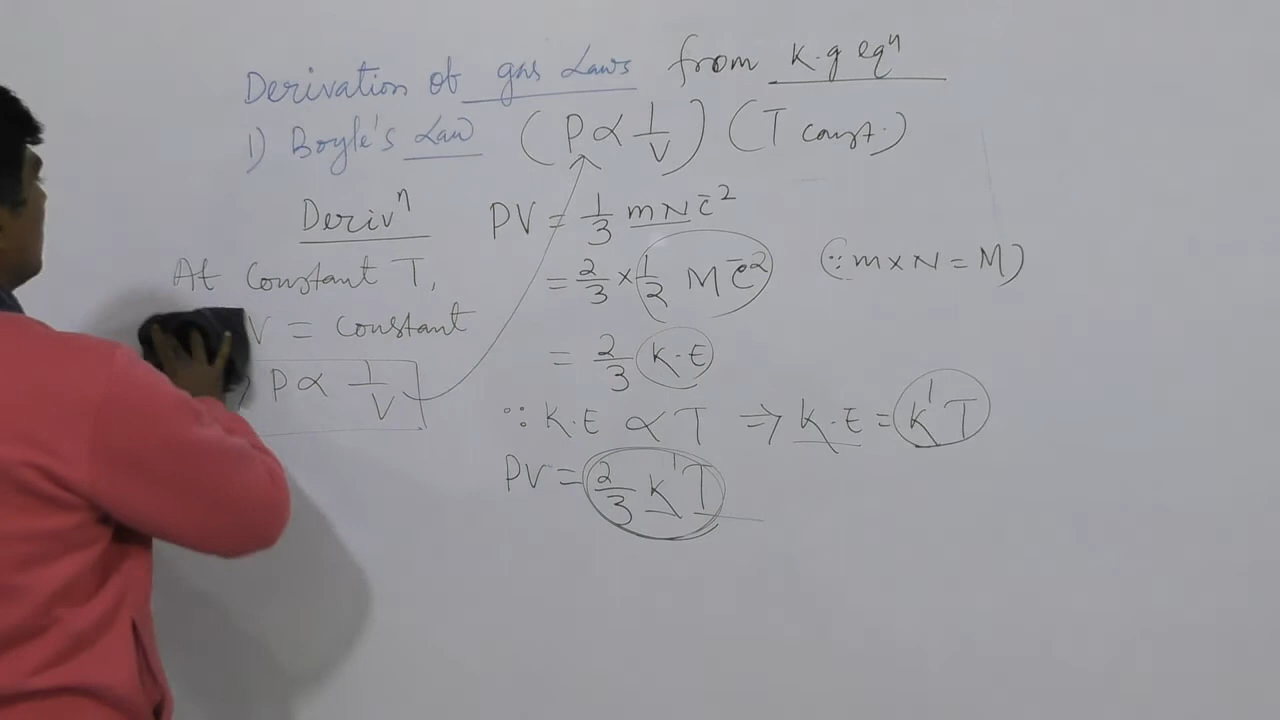 Derivation of gas Laws from K.g eqⁿ
1) Boyle's Law (P ∝ 1/V) (T const.)
Derivⁿ
At Constant T,
V = constant
P ∝ 1/V
PV = 1/3 mNc̄²
= 2/3 × 1/2 M c̄² (∵ m×N = M)
= 2/3 K.E
∵ K.E ∝ T ⇒ K.E = K'T
PV = 2/3 K'T